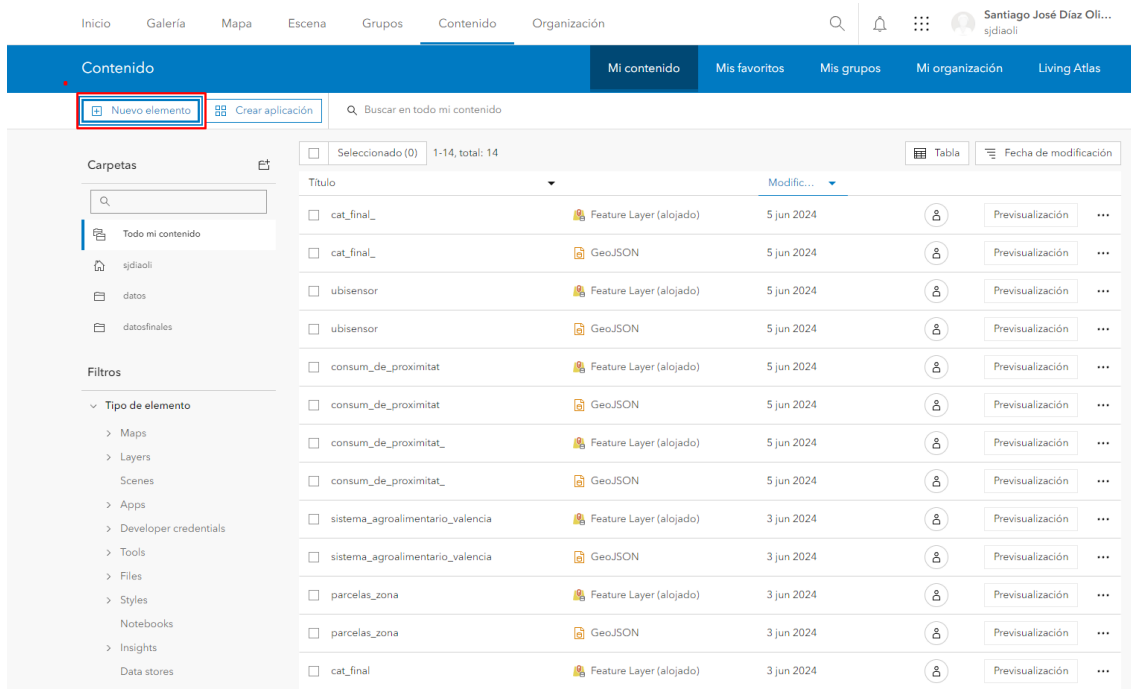 Inicio Galería Mapa Escena Grupos Contenido Organización Santiago José Díaz Oli...
sjdiaoli
Contenido Mi contenido Mis favoritos Mis grupos Mi organización Living Atlas
Nuevo elemento Crear aplicación Buscar en todo mi contenido
Carpetas
Todo mi contenido
sjdiaoli
datos
datosfinales
Filtros
Tipo de elemento
Maps
Layers
Scenes
Apps
Developer credentials
Tools
Files
Styles
Notebooks
Insights
Data stores
Seleccionado (0) 1-14, total: 14 Tabla Fecha de modificación
Título Modific...
cat_final_ Feature Layer (alojado) 5 jun 2024 Previsualización
cat_final_ GeoJSON 5 jun 2024 Previsualización
ubisensor Feature Layer (alojado) 5 jun 2024 Previsualización
ubisensor GeoJSON 5 jun 2024 Previsualización
consum_de_proximitat Feature Layer (alojado) 5 jun 2024 Previsualización
consum_de_proximitat GeoJSON 5 jun 2024 Previsualización
consum_de_proximitat_ Feature Layer (alojado) 5 jun 2024 Previsualización
consum_de_proximitat_ GeoJSON 5 jun 2024 Previsualización
sistema_agroalimentario_valencia Feature Layer (alojado) 3 jun 2024 Previsualización
sistema_agroalimentario_valencia GeoJSON 3 jun 2024 Previsualización
parcelas_zona Feature Layer (alojado) 3 jun 2024 Previsualización
parcelas_zona GeoJSON 3 jun 2024 Previsualización
cat_final Feature Layer (alojado) 3 jun 2024 Previsualización